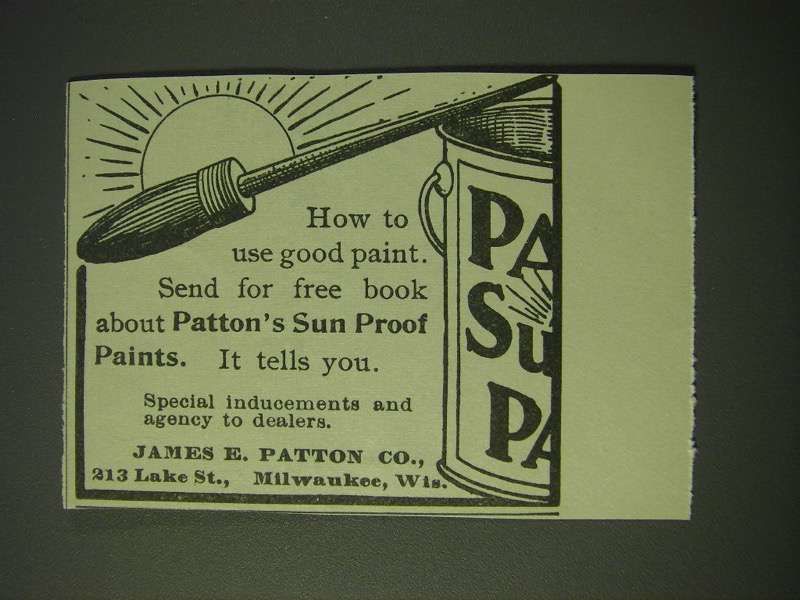 How to
use good paint.
Send for free book
about Patton's Sun Proof
Paints. It tells you.
Special inducements and
agency to dealers.
JAMES E. PATTON CO.,
213 Lake St., Milwaukee, Wis.
PA
Su
PA